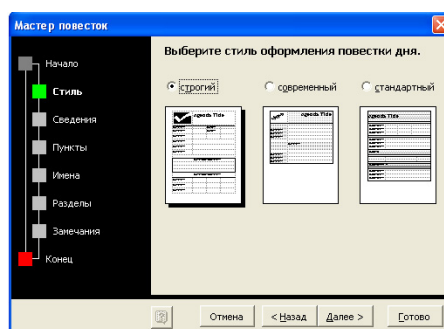 Мастер повесток
Выберите стиль оформления повестки дня.
Начало
Стиль
Сведения
Пункты
Имена
Разделы
Замечания
Конец
строгий
современный
стандартный
Agenda Title
Agenda Title
Agenda Title
Отмена
< Назад
Далее >
Готово